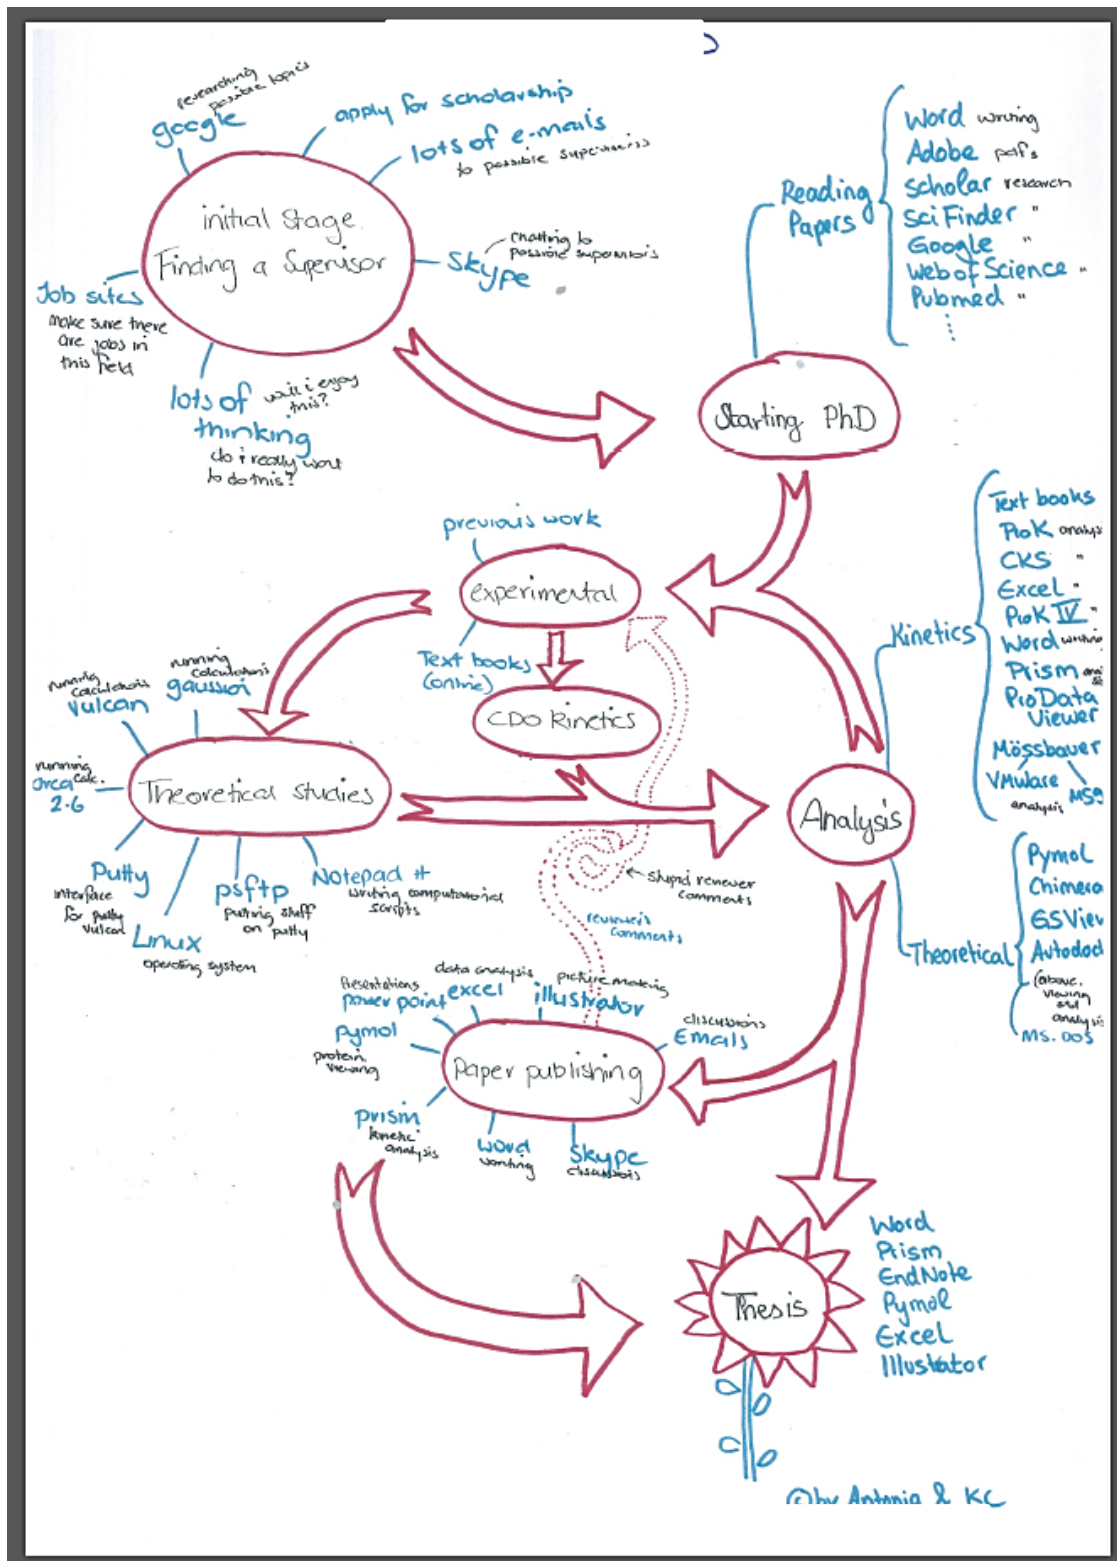 researching
possible topics
google
apply for scholarship
lots of e-mails
to possible supervisors
initial stage
Finding a Supervisor
Skype
chatting to
possible supervisors
Job sites
make sure there
are jobs in
this field
lots of
thinking
will i enjoy
this?
do i really want
to do this?
Reading
Papers
Word writing
Adobe pdf's
Scholar research
Sci Finder "
Google "
Web of Science "
Pubmed "
Starting PhD
previous work
experimental
Text books
(online)
CDO kinetics
Kinetics
Text books
ProK analysi
CKS "
Excel "
ProK IV "
Word writing
Prism
ProData
Viewer
Mössbauer
VMware
analysis
running
calculations
vulcan
running
calculations
gaussian
running
calc.
orca
2.6
Theoretical studies
Putty
interface
for putty
vulcan
Linux
operating system
psftp
putting stuff
on putty
Notepad ++
writing computational
scripts
Analysis
stupid reviewer
comments
reviewers
comments
Theoretical
Pymol
Chimera
GSView
Autodock
(above
viewing
and
analysis
MS. DOS
Presentations
power point
data analysis
excel
picture making
illustrator
discussions
Emails
pymol
protein
viewing
Paper publishing
prism
kinetic
analysis
word
writing
Skype
discussions
Thesis
Word
Prism
EndNote
Pymol
Excel
Illustrator
© by Antonia & KC